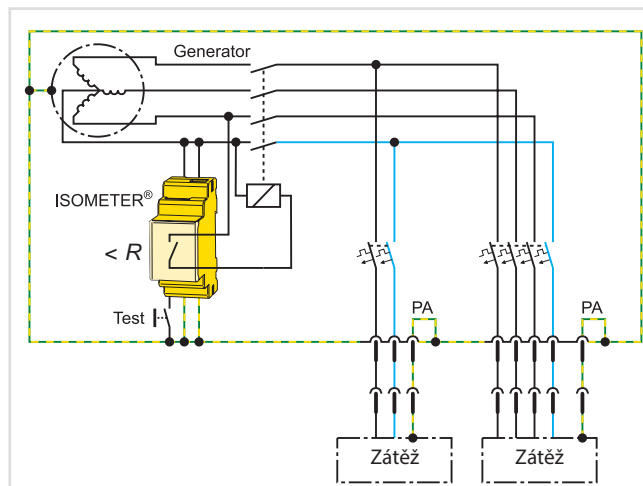 Generator
ISOMETER®
< R
Test
PA
PA
Zátěž
Zátěž